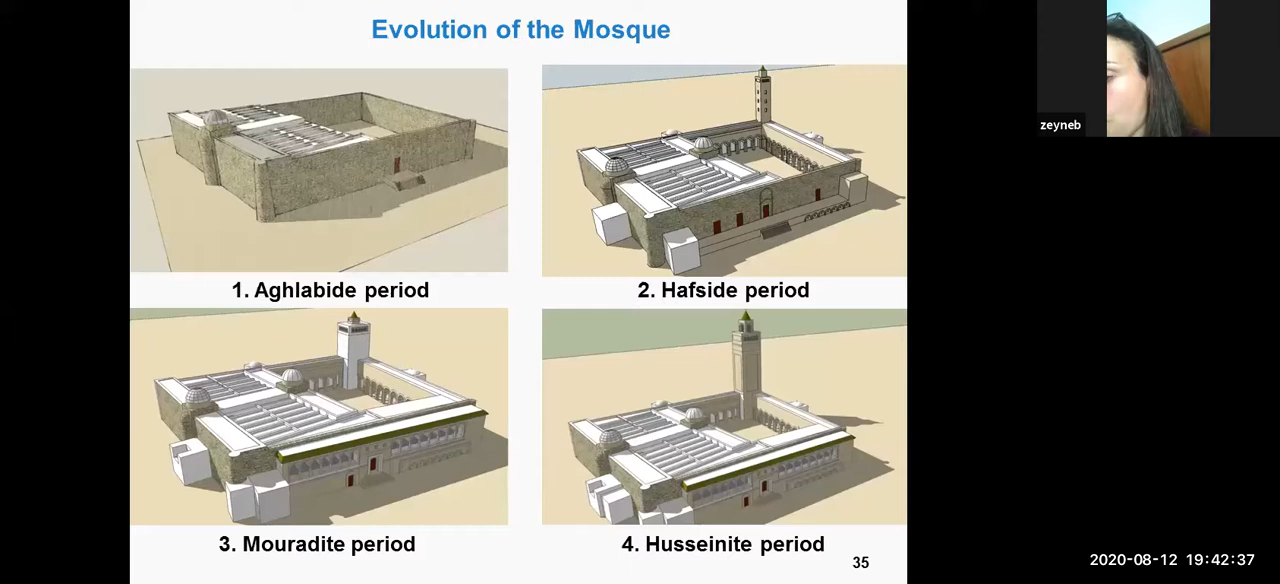 Evolution of the Mosque
zeyneb
1. Aghlabide period
2. Hafside period
3. Mouradite period
4. Husseinite period
35
2020-08-12 19:42:37